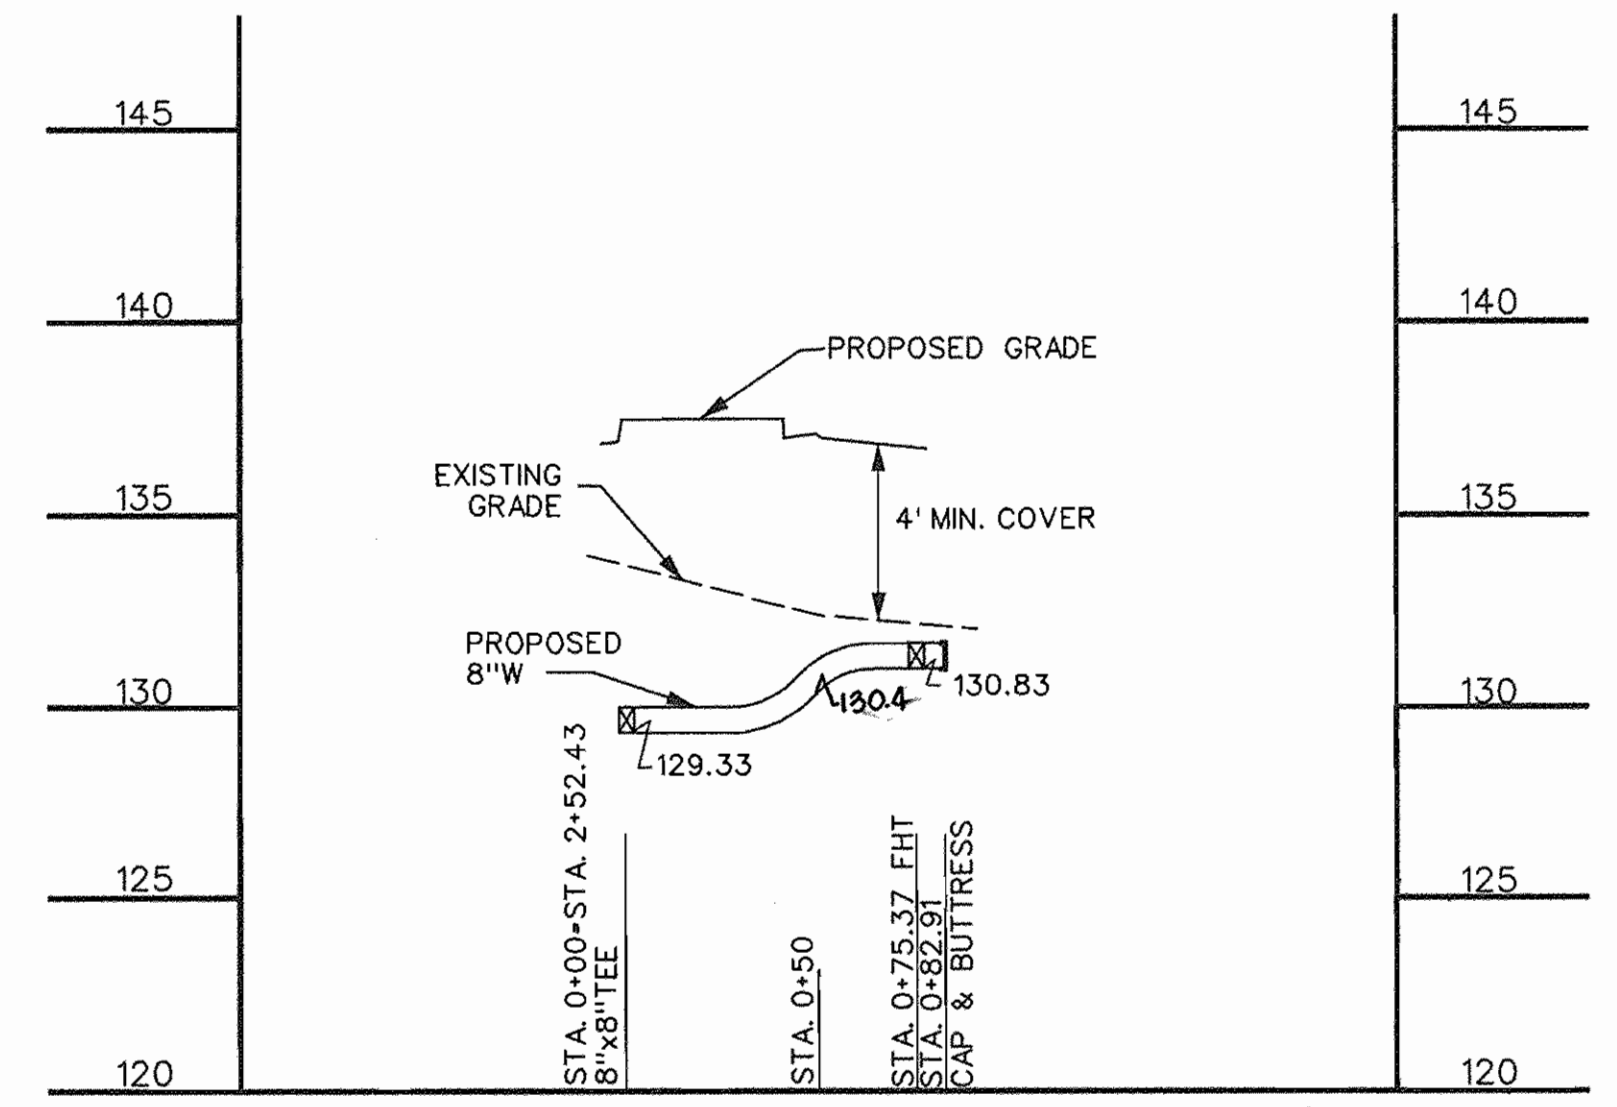 145
145
140
140
PROPOSED GRADE
EXISTING
GRADE
135
135
4' MIN. COVER
PROPOSED
8"W
130
130
130.83
130.4
129.33
125
125
STA. 0+00=STA. 2+52.43
8"x8"TEE
STA. 0+50
STA. 0+75.37 FHT
STA. 0+82.91
CAP & BUTTRESS
120
120